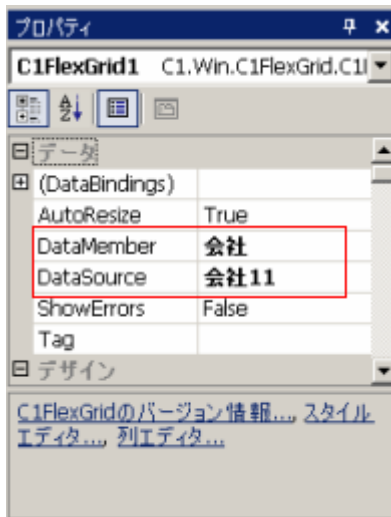 プロパティ
C1FlexGrid1 C1.Win.C1FlexGrid.C1
データ
(DataBindings)
AutoResize True
DataMember 会社
DataSource 会社11
ShowErrors False
Tag
デザイン
C1FlexGridのバージョン情報..., スタイル
エディタ..., 列エディタ...